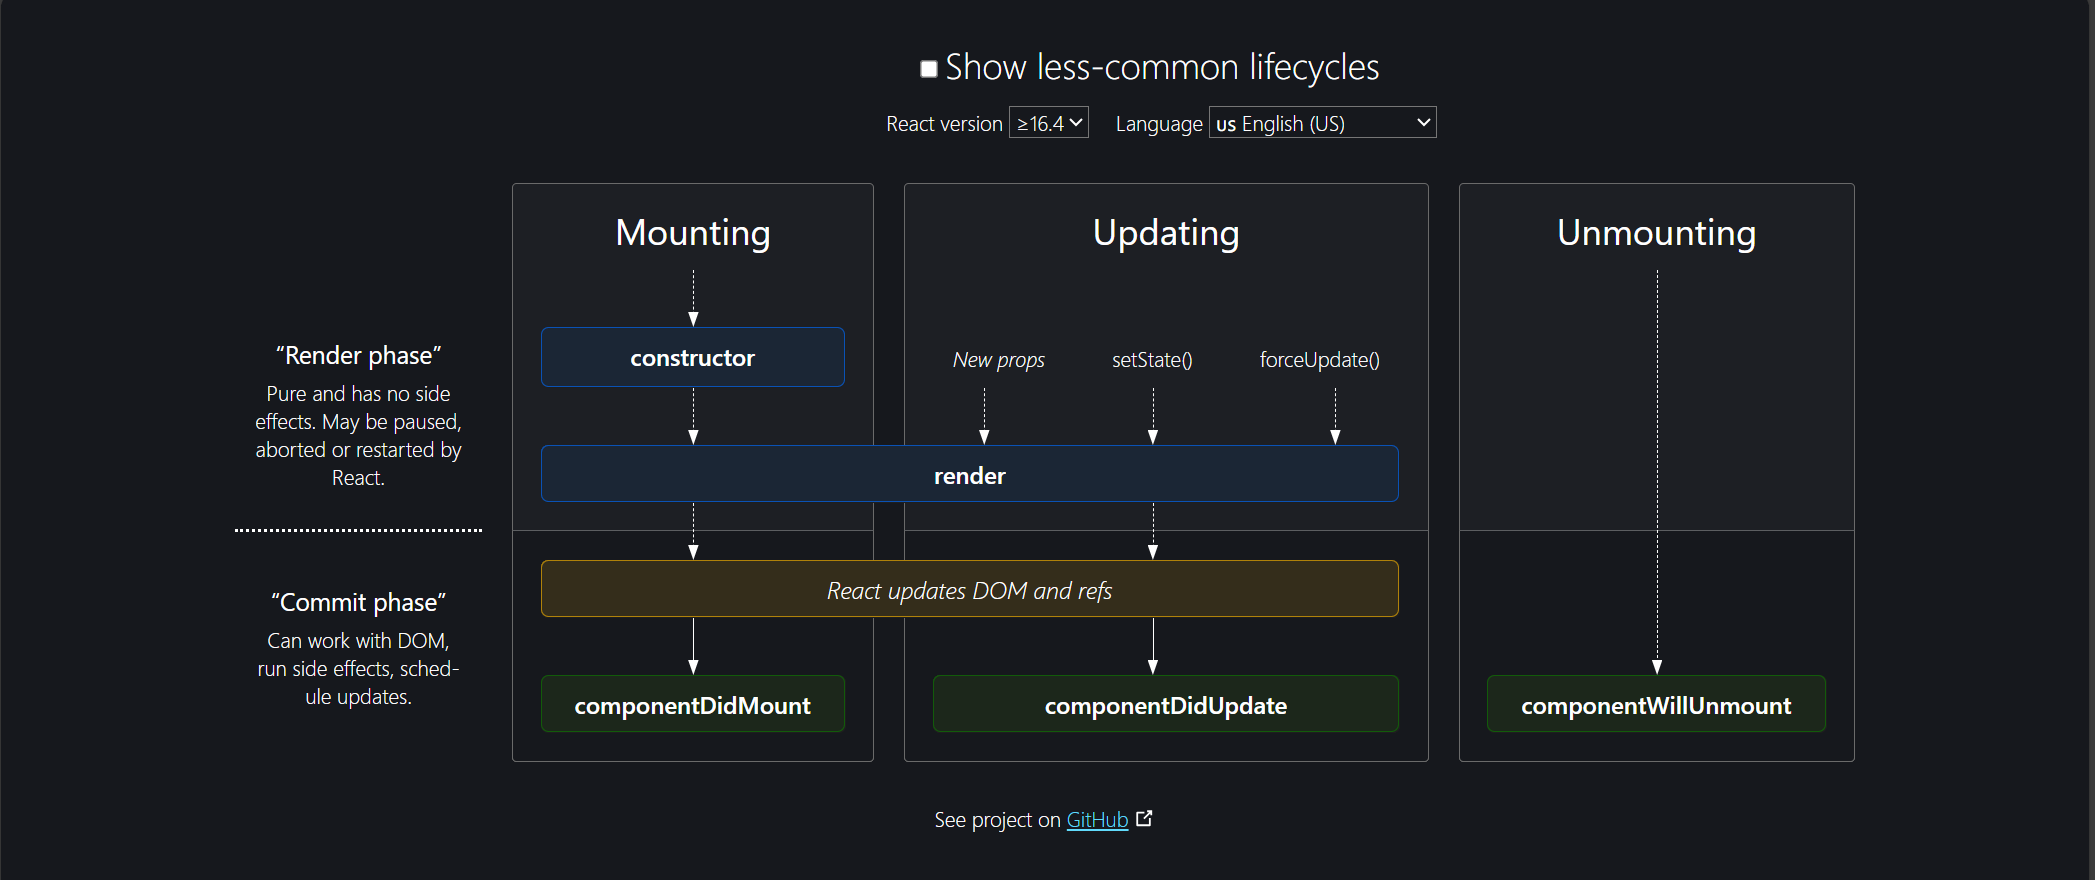 Show less-common lifecycles
React version ≥16.4 Language us English (US)
Mounting
Updating
Unmounting
“Render phase”
Pure and has no side
effects. May be paused,
aborted or restarted by
React.
constructor
New props
setState()
forceUpdate()
render
“Commit phase”
Can work with DOM,
run side effects, sched-
ule updates.
React updates DOM and refs
componentDidMount
componentDidUpdate
componentWillUnmount
See project on GitHub